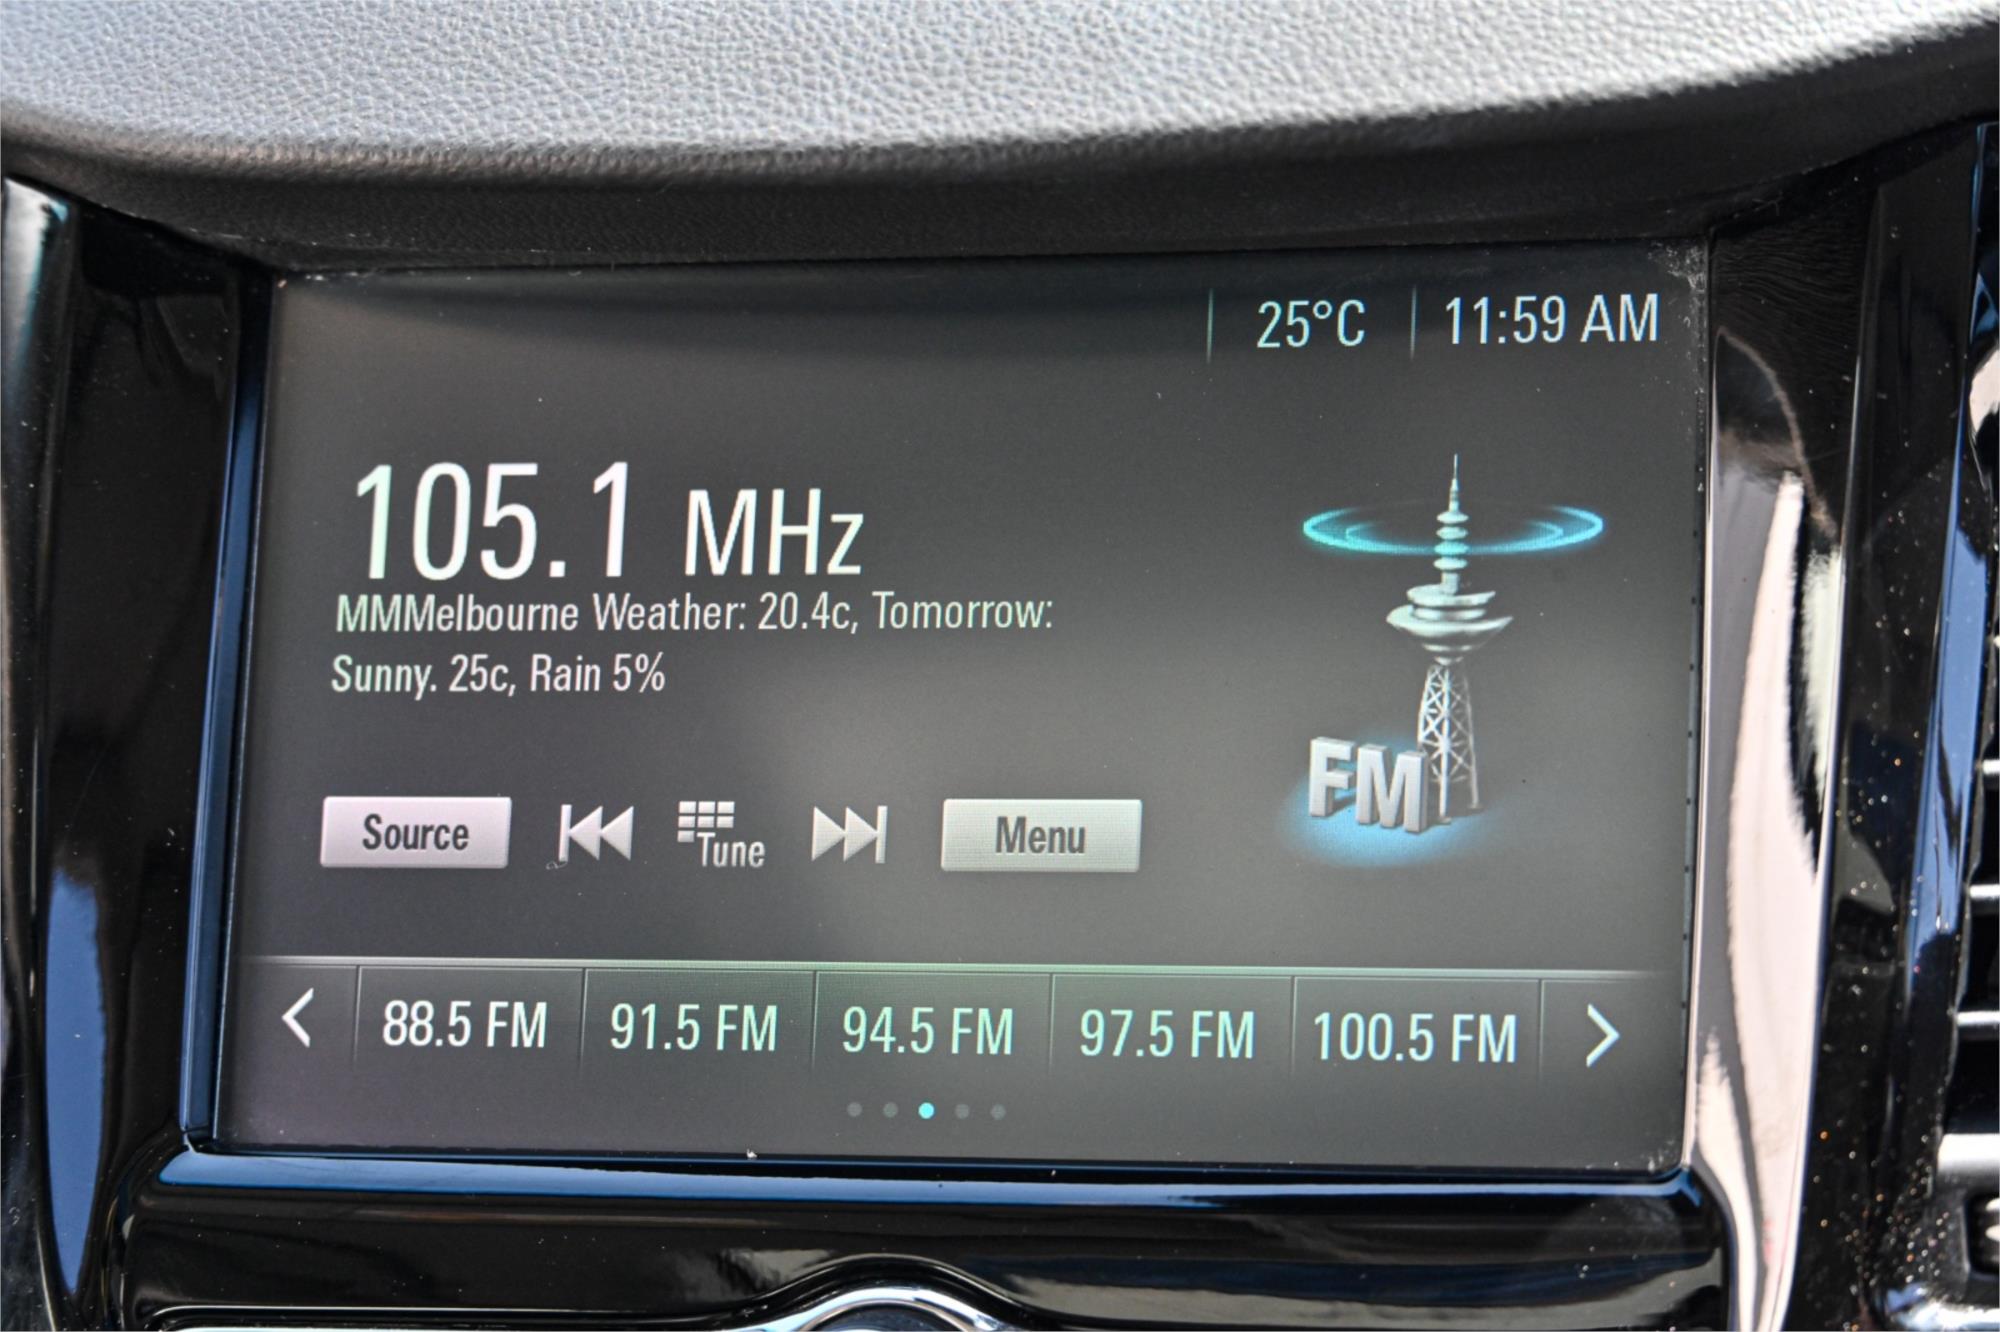 25°C 11:59 AM
105.1 MHz
MMMelbourne Weather: 20.4c, Tomorrow:
Sunny. 25c, Rain 5%
FM
Source Tune Menu
88.5 FM 91.5 FM 94.5 FM 97.5 FM 100.5 FM